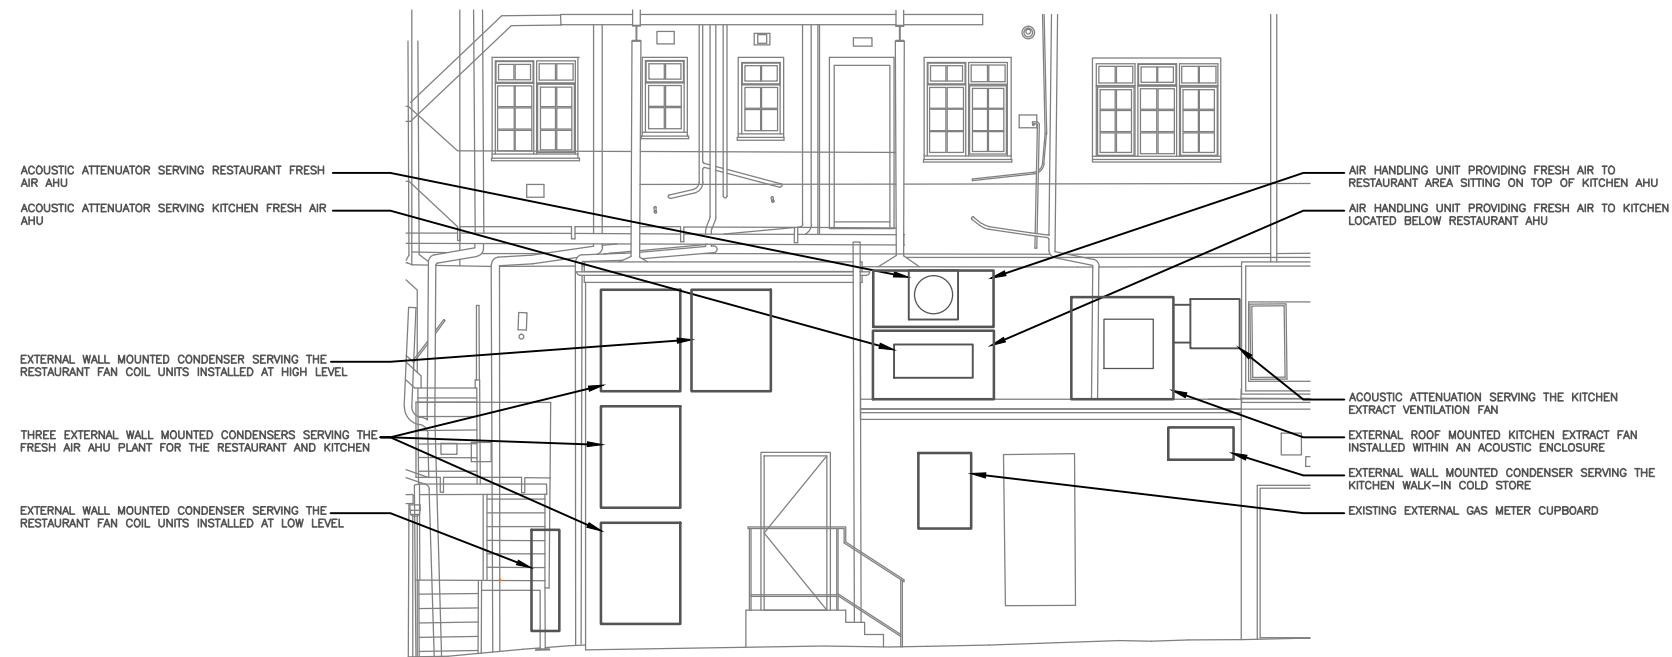 ACOUSTIC ATTENUATOR SERVING RESTAURANT FRESH
AIR AHU
ACOUSTIC ATTENUATOR SERVING KITCHEN FRESH AIR
AHU
EXTERNAL WALL MOUNTED CONDENSER SERVING THE
RESTAURANT FAN COIL UNITS INSTALLED AT HIGH LEVEL
THREE EXTERNAL WALL MOUNTED CONDENSERS SERVING THE
FRESH AIR AHU PLANT FOR THE RESTAURANT AND KITCHEN
EXTERNAL WALL MOUNTED CONDENSER SERVING THE
RESTAURANT FAN COIL UNITS INSTALLED AT LOW LEVEL
AIR HANDLING UNIT PROVIDING FRESH AIR TO
RESTAURANT AREA SITTING ON TOP OF KITCHEN AHU
AIR HANDLING UNIT PROVIDING FRESH AIR TO KITCHEN
LOCATED BELOW RESTAURANT AHU
ACOUSTIC ATTENUATION SERVING THE KITCHEN
EXTRACT VENTILATION FAN
EXTERNAL ROOF MOUNTED KITCHEN EXTRACT FAN
INSTALLED WITHIN AN ACOUSTIC ENCLOSURE
EXTERNAL WALL MOUNTED CONDENSER SERVING THE
KITCHEN WALK-IN COLD STORE
EXISTING EXTERNAL GAS METER CUPBOARD